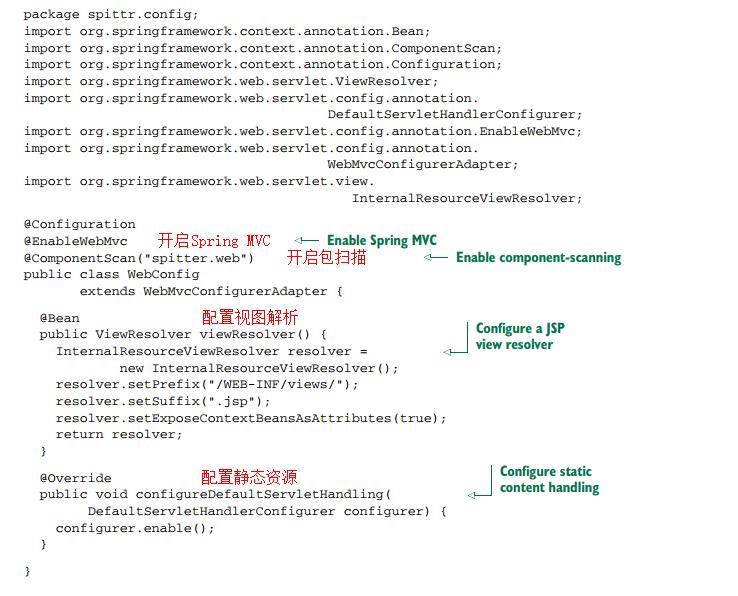 package spittr.config;
import org.springframework.context.annotation.Bean;
import org.springframework.context.annotation.ComponentScan;
import org.springframework.context.annotation.Configuration;
import org.springframework.web.servlet.ViewResolver;
import org.springframework.web.servlet.config.annotation.
DefaultServletHandlerConfigurer;
import org.springframework.web.servlet.config.annotation.EnableWebMvc;
import org.springframework.web.servlet.config.annotation.
WebMvcConfigurerAdapter;
import org.springframework.web.servlet.view.
InternalResourceViewResolver;
@Configuration
@EnableWebMvc 开启Spring MVC Enable Spring MVC
@ComponentScan("spitter.web") 开启包扫描 Enable component-scanning
public class WebConfig
extends WebMvcConfigurerAdapter {
@Bean 配置视图解析
public ViewResolver viewResolver() { Configure a JSP
InternalResourceViewResolver resolver = view resolver
new InternalResourceViewResolver();
resolver.setPrefix("/WEB-INF/views/");
resolver.setSuffix(".jsp");
resolver.setExposeContextBeansAsAttributes(true);
return resolver;
}
@Override 配置静态资源 Configure static
public void configureDefaultServletHandling( content handling
DefaultServletHandlerConfigurer configurer) {
configurer.enable();
}
}